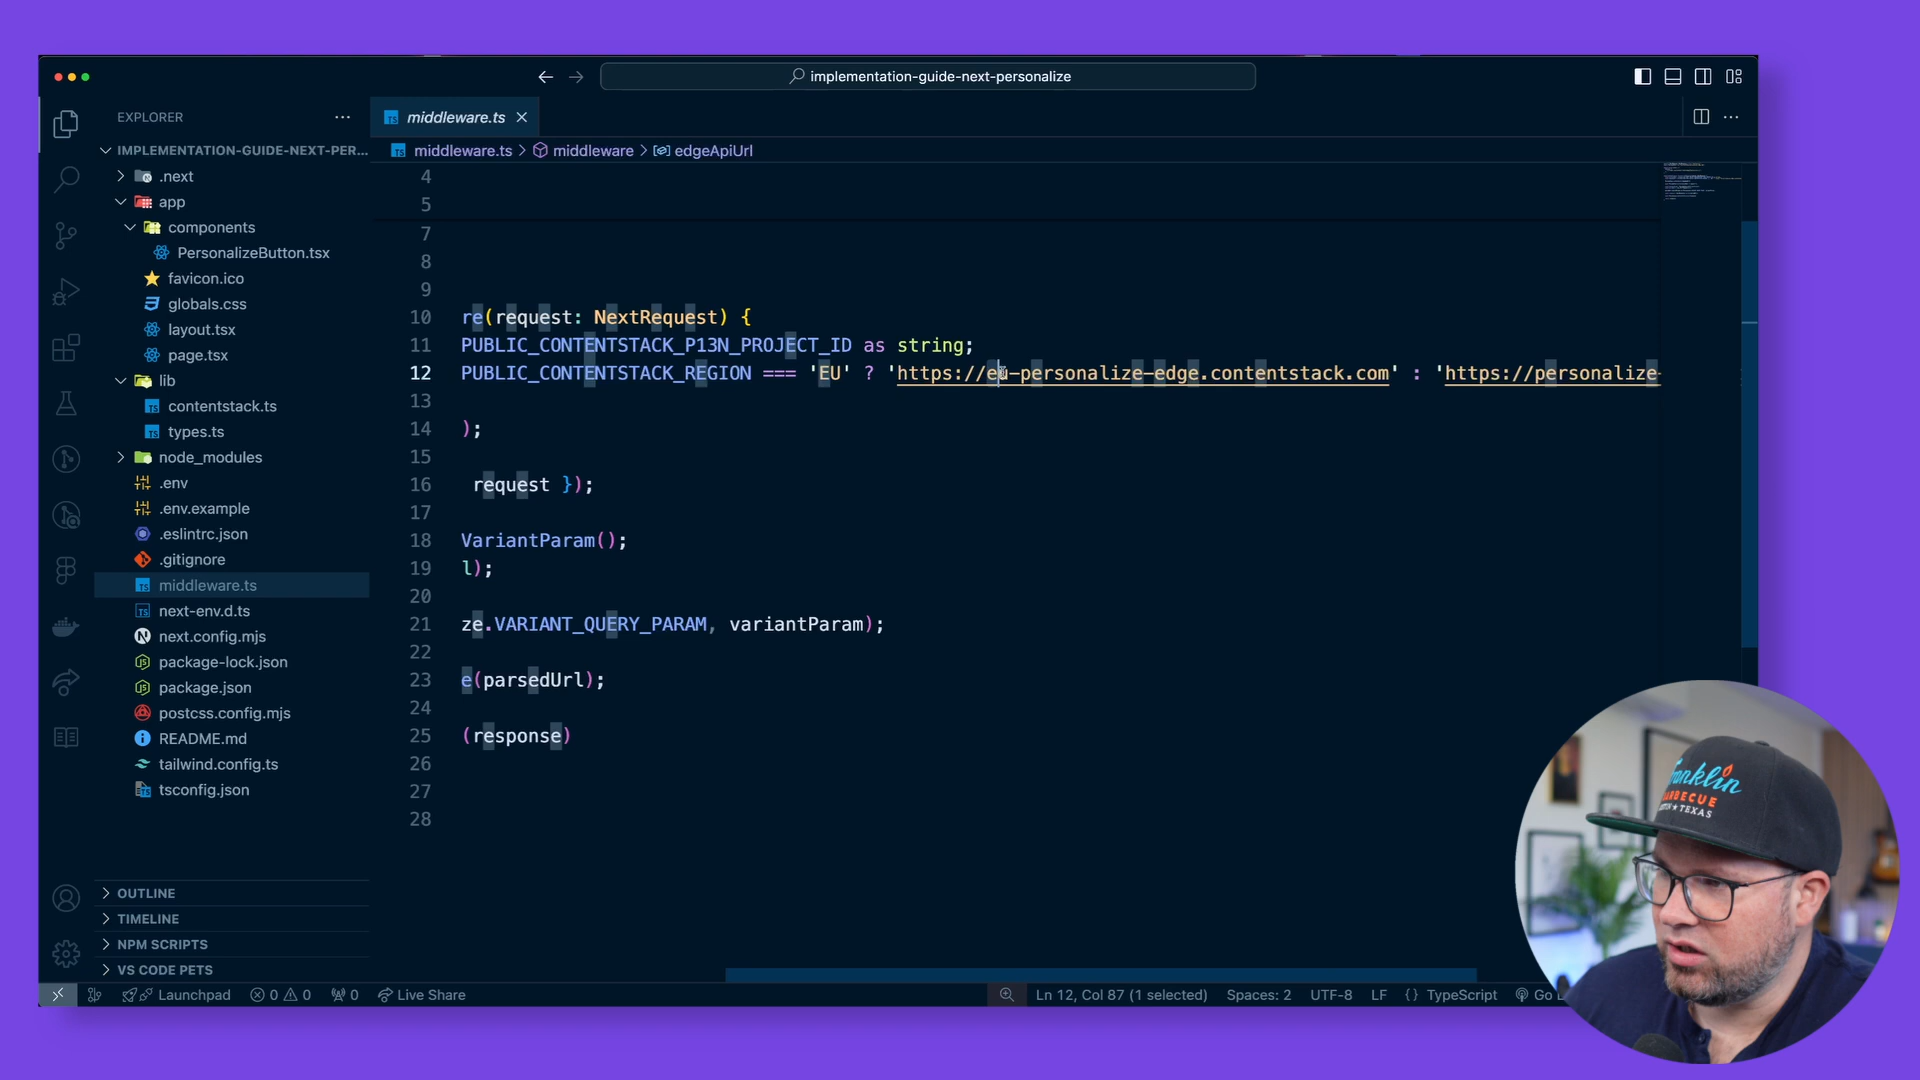 implementation-guide-next-personalize
EXPLORER
middleware.ts
IMPLEMENTATION-GUIDE-NEXT-PER...
middleware.ts > middleware > edgeApiUrl
.next
app
components
PersonalizeButton.tsx
favicon.ico
globals.css
layout.tsx
page.tsx
lib
contentstack.ts
types.ts
node_modules
.env
.env.example
.eslintrc.json
.gitignore
middleware.ts
next-env.d.ts
next.config.mjs
package-lock.json
package.json
postcss.config.mjs
README.md
tailwind.config.ts
tsconfig.json
OUTLINE
TIMELINE
NPM SCRIPTS
VS CODE PETS
4
5
7
8
9
10 re(request: NextRequest) {
11 PUBLIC_CONTENTSTACK_P13N_PROJECT_ID as string;
12 PUBLIC_CONTENTSTACK_REGION === 'EU' ? 'https://eu-personalize-edge.contentstack.com' : 'https://personalize-
13
14 );
15
16 request });
17
18 VariantParam();
19 l);
20
21 ze.VARIANT_QUERY_PARAM, variantParam);
22
23 e(parsedUrl);
24
25 (response)
26
27
28
Launchpad 0 0 0 Live Share Ln 12, Col 87 (1 selected) Spaces: 2 UTF-8 LF {} TypeScript Go
Franklin
BARBECUE
TEXAS